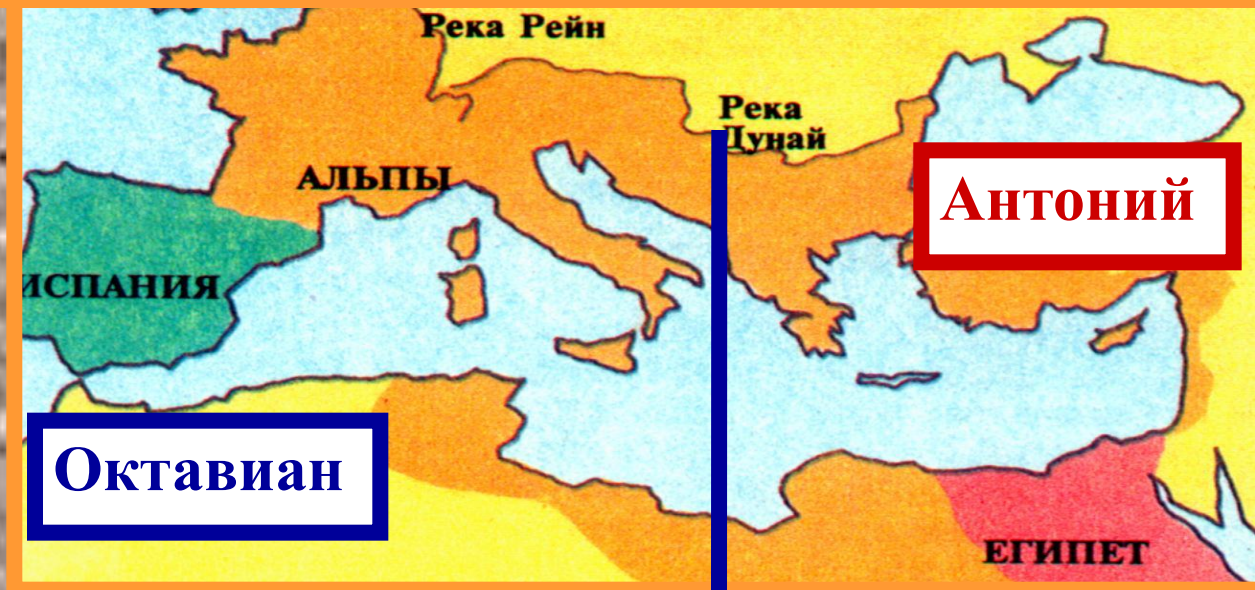 Река Рейн
Река
Дунай
АЛЬПЫ
Антоний
ИСПАНИЯ
Октавиан
ЕГИПЕТ